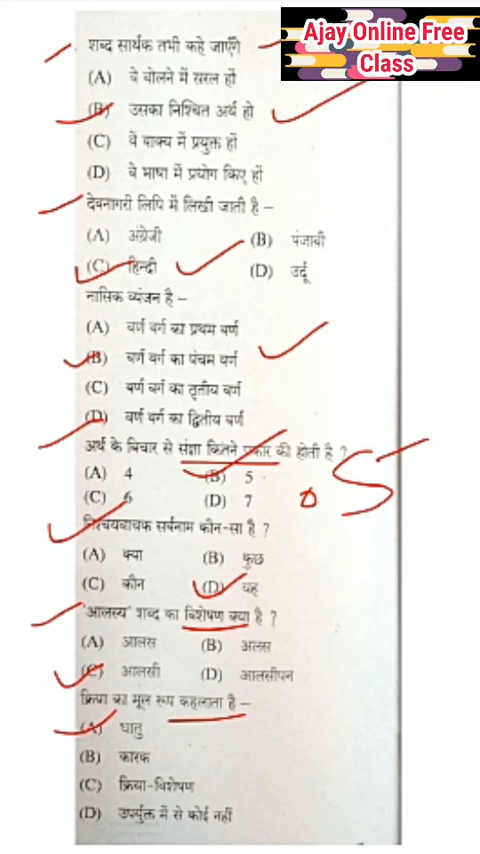 Ajay Online Free
Class
शब्द सार्थक तभी कहे जाएँगे
(A) वे बोलने में सरल हों
(B) उसका निश्चित अर्थ हो
(C) वे वाक्य में प्रयुक्त हों
(D) वे भाषा में प्रयोग किए हों
देवनागरी लिपि में लिखी जाती है –
(A) अंग्रेजी (B) पंजाबी
(C) हिन्दी (D) उर्दू
नासिक व्यंजन है –
(A) वर्ण वर्ग का प्रथम वर्ण
(B) वर्ण वर्ग का पंचम वर्ण
(C) वर्ण वर्ग का तृतीय वर्ण
(D) वर्ण वर्ग का द्वितीय वर्ण
अर्थ के विचार से संज्ञा कितने प्रकार की होती है ?
(A) 4 (B) 5
(C) 6 (D) 7
5
निश्चयवाचक सर्वनाम कौन-सा है ?
(A) क्या (B) कुछ
(C) कौन (D) यह
'आलस्य' शब्द का विशेषण क्या है ?
(A) आलस (B) अलस
(C) आलसी (D) आलसीपन
क्रिया का मूल रूप कहलाता है –
(A) धातु
(B) कारक
(C) क्रिया-विशेषण
(D) उपर्युक्त में से कोई नहीं